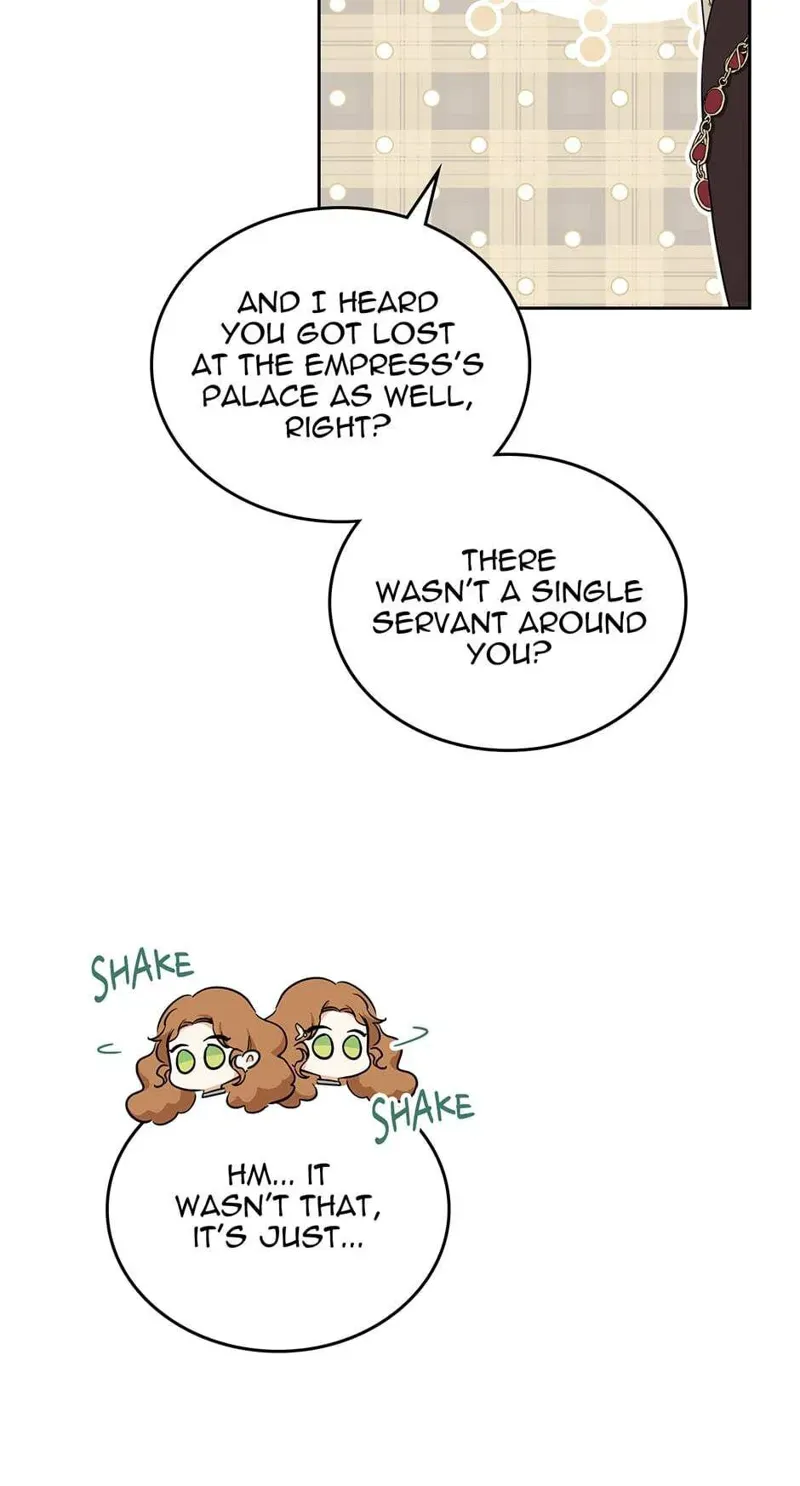 AND I HEARD
YOU GOT LOST
AT THE EMPRESS'S
PALACE AS WELL,
RIGHT?
THERE
WASN'T A SINGLE
SERVANT AROUND
YOU?
SHAKE
SHAKE
HM... IT
WASN'T THAT,
IT'S JUST...